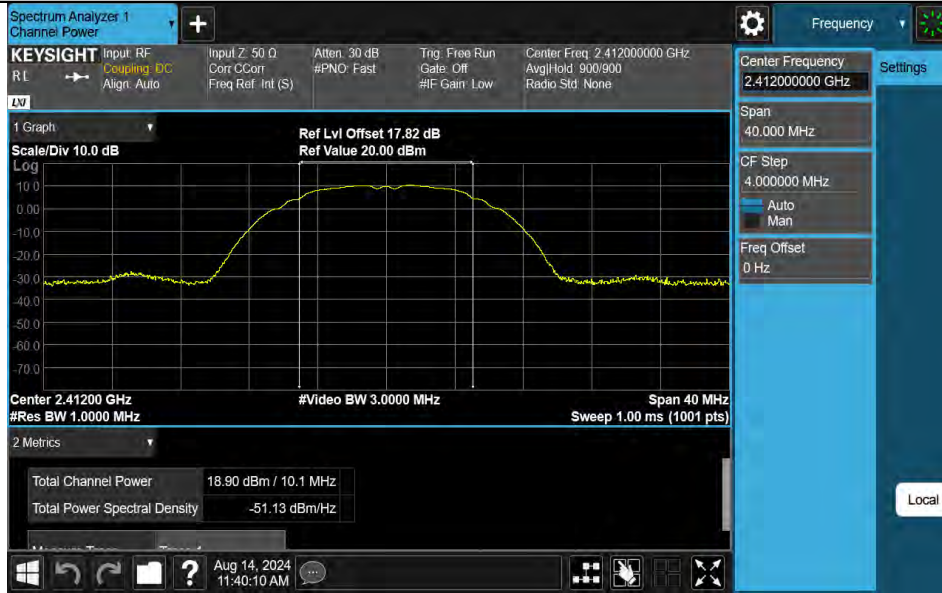 Spectrum Analyzer 1
Channel Power
+
Frequency
KEYSIGHT
RL
LXI
Input: RF
Coupling: DC
Align: Auto
Input Z: 50 Ω
Corr CCorr
Freq Ref: Int (S)
Atten: 30 dB
#PNO: Fast
Trig: Free Run
Gate: Off
#IF Gain: Low
Center Freq: 2.412000000 GHz
Avg|Hold: 900/900
Radio Std: None
Center Frequency
2.412000000 GHz
Settings
Span
40.000 MHz
CF Step
4.000000 MHz
Auto
Man
Freq Offset
0 Hz
Local
1 Graph
Scale/Div 10.0 dB
Ref Lvl Offset 17.82 dB
Ref Value 20.00 dBm
Log
10.0
0.00
-10.0
-20.0
-30.0
-40.0
-50.0
-60.0
-70.0
Center 2.41200 GHz
#Video BW 3.0000 MHz
Span 40 MHz
#Res BW 1.0000 MHz
Sweep 1.00 ms (1001 pts)
2 Metrics
Total Channel Power
18.90 dBm / 10.1 MHz
Total Power Spectral Density
-51.13 dBm/Hz
?
Aug 14, 2024
11:40:10 AM